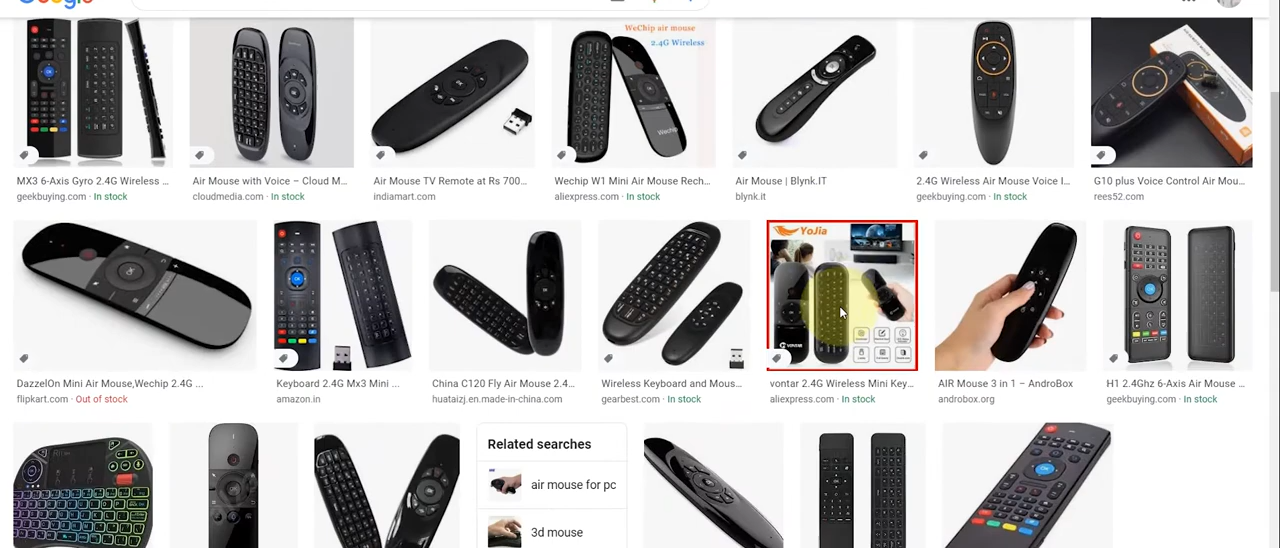 WeChip air mouse
2.4G Wireless
Wechip
MX3 6-Axis Gyro 2.4G Wireless ...
geekbuying.com · In stock
Air Mouse with Voice – Cloud M...
cloudmedia.com · In stock
Air Mouse TV Remote at Rs 700...
indiamart.com
Wechip W1 Mini Air Mouse Rech...
aliexpress.com · In stock
Air Mouse | Blynk.IT
blynk.it
2.4G Wireless Air Mouse Voice I...
geekbuying.com · In stock
G10 plus Voice Control Air Mou...
rees52.com
YoJia
OK
VONTAR
DazzelOn Mini Air Mouse,Wechip 2.4G ...
flipkart.com · Out of stock
Keyboard 2.4G Mx3 Mini ...
amazon.in
China C120 Fly Air Mouse 2.4...
huataizj.en.made-in-china.com
Wireless Keyboard and Mous...
gearbest.com · In stock
vontar 2.4G Wireless Mini Key...
aliexpress.com · In stock
AIR Mouse 3 in 1 – AndroBox
androbox.org
H1 2.4Ghz 6-Axis Air Mouse ...
geekbuying.com · In stock
Related searches
air mouse for pc
3d mouse